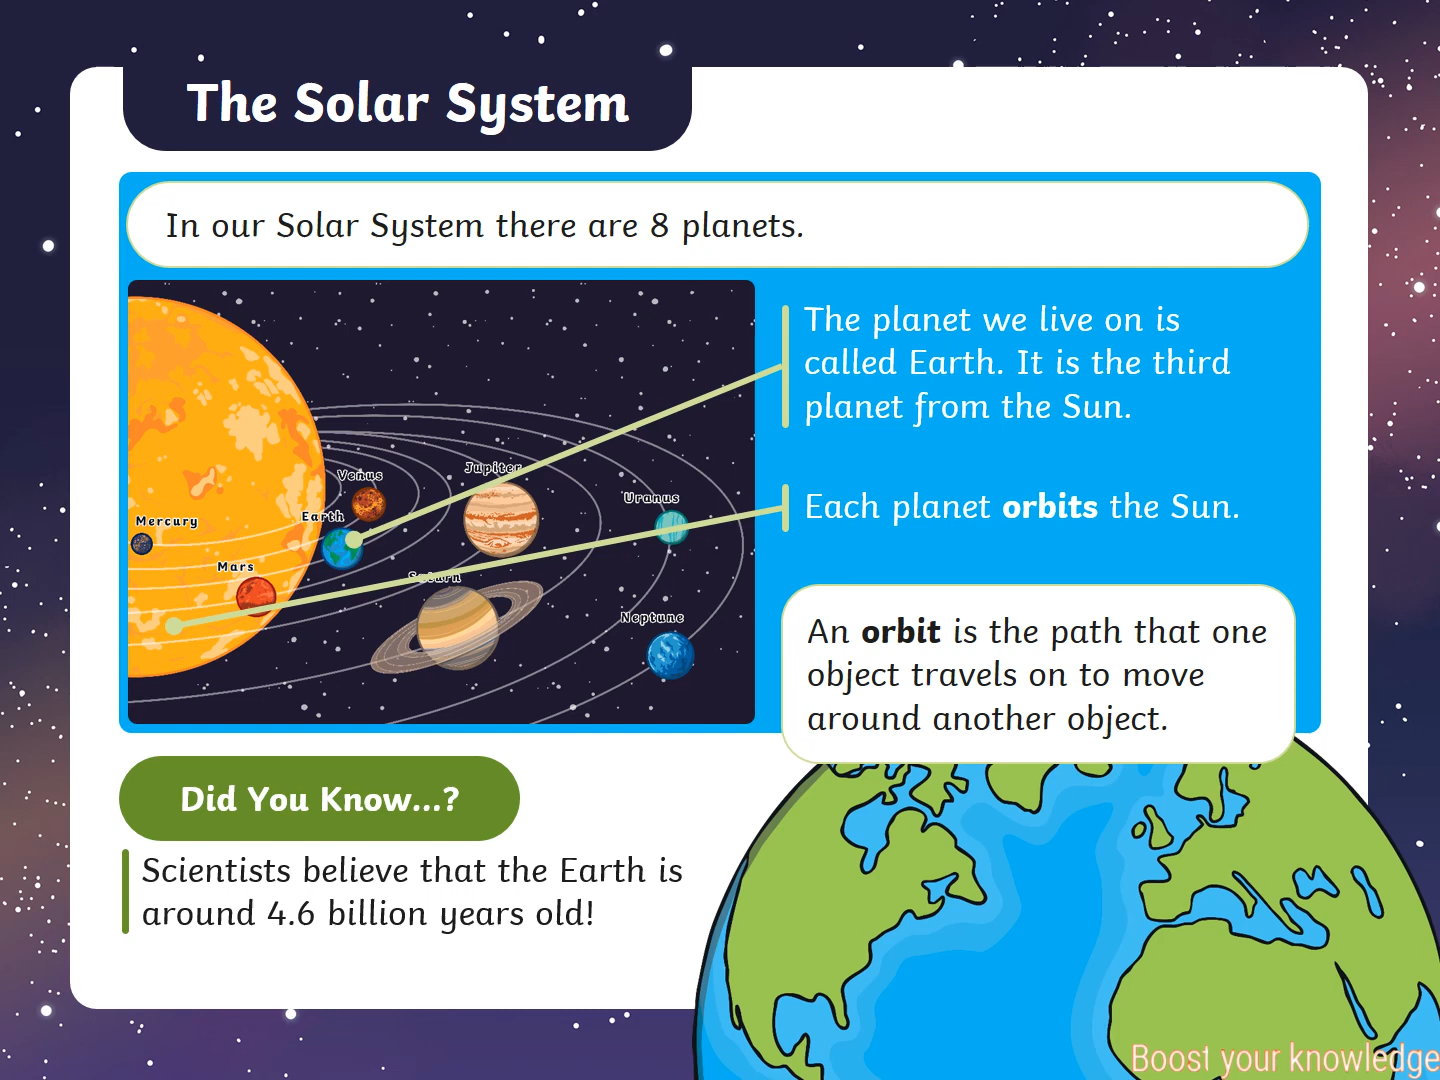 The Solar System
In our Solar System there are 8 planets.
The planet we live on is
called Earth. It is the third
planet from the Sun.
Each planet orbits the Sun.
An orbit is the path that one
object travels on to move
around another object.
Venus
Jupiter
Uranus
Earth
Mercury
Mars
Saturn
Neptune
Did You Know...?
Scientists believe that the Earth is
around 4.6 billion years old!
Boost your knowledge